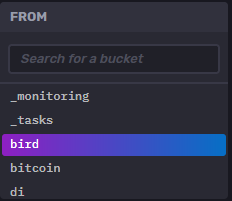 FROM
Search for a bucket
_monitoring
_tasks
bird
bitcoin
di